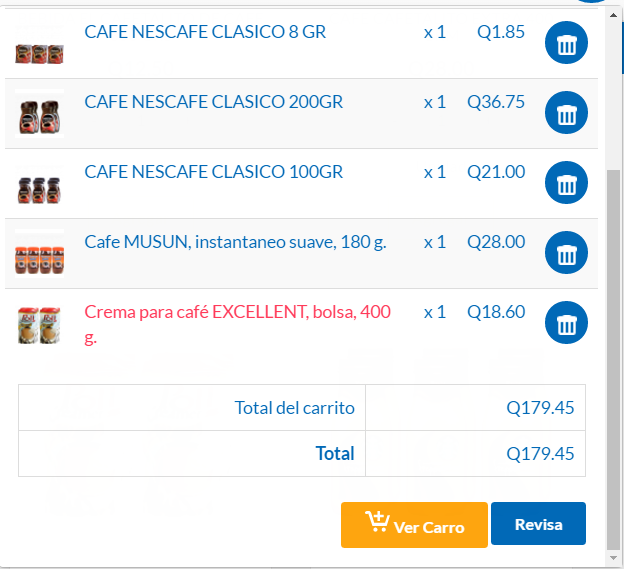 CAFE NESCAFE CLASICO 8 GR x 1 Q1.85
CAFE NESCAFE CLASICO 200GR x 1 Q36.75
CAFE NESCAFE CLASICO 100GR x 1 Q21.00
Cafe MUSUN, instantaneo suave, 180 g. x 1 Q28.00
Crema para café EXCELLENT, bolsa, 400 x 1 Q18.60
g.
Total del carrito Q179.45
Total Q179.45
Ver Carro Revisa